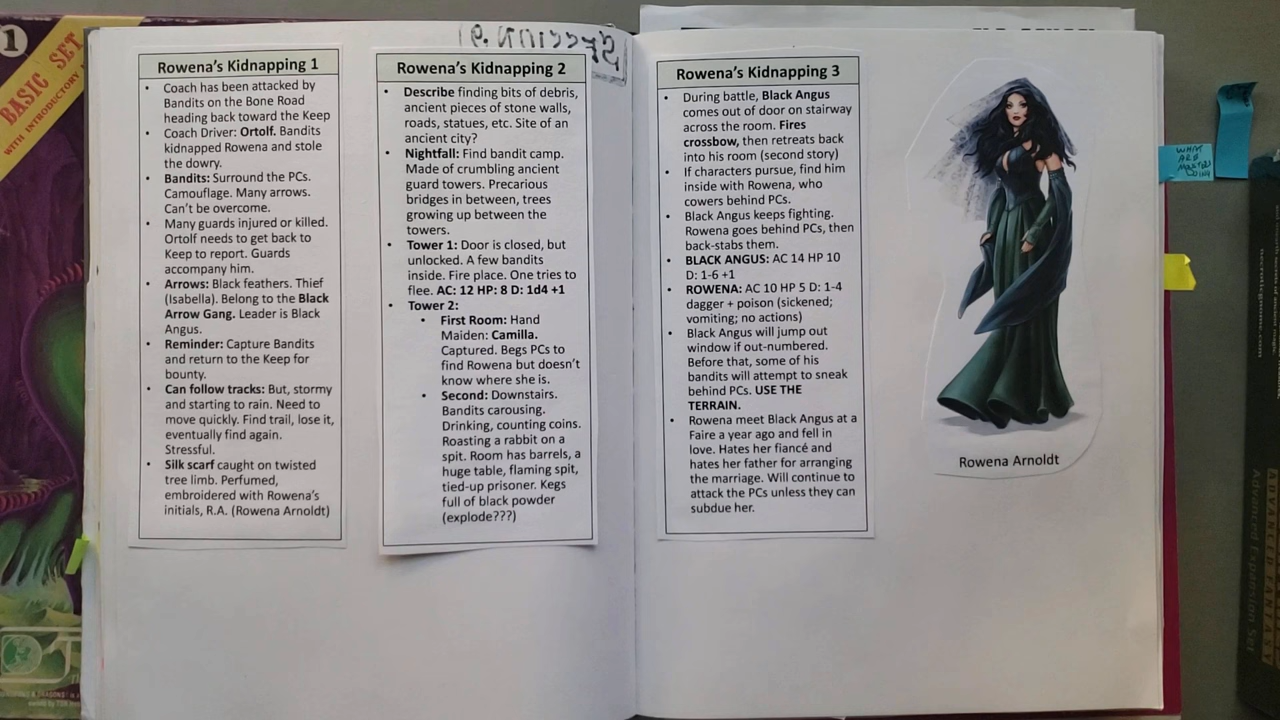 1
BASIC SET
WITH INTRODUCTORY
Rowena's Kidnapping 1
• Coach has been attacked by
Bandits on the Bone Road
heading back toward the Keep
• Coach Driver: Ortolf. Bandits
kidnapped Rowena and stole
the dowry.
• Bandits: Surround the PCs.
Camouflage. Many arrows.
Can't be overcome.
• Many guards injured or killed.
Ortolf needs to get back to
Keep to report. Guards
accompany him.
• Arrows: Black feathers. Thief
(Isabella). Belong to the Black
Arrow Gang. Leader is Black
Angus.
• Reminder: Capture Bandits
and return to the Keep for
bounty.
• Can follow tracks: But, stormy
and starting to rain. Need to
move quickly. Find trail, lose it,
eventually find again.
Stressful.
• Silk scarf caught on twisted
tree limb. Perfumed,
embroidered with Rowena's
initials, R.A. (Rowena Arnoldt)
Rowena's Kidnapping 2
• Describe finding bits of debris,
ancient pieces of stone walls,
roads, statues, etc. Site of an
ancient city?
• Nightfall: Find bandit camp.
Made of crumbling ancient
guard towers. Precarious
bridges in between, trees
growing up between the
towers.
• Tower 1: Door is closed, but
unlocked. A few bandits
inside. Fire place. One tries to
flee. AC: 12 HP: 8 D: 1d4 +1
• Tower 2:
• First Room: Hand
Maiden: Camilla.
Captured. Begs PCs to
find Rowena but doesn't
know where she is.
• Second: Downstairs.
Bandits carousing.
Drinking, counting coins.
Roasting a rabbit on a
spit. Room has barrels, a
huge table, flaming spit,
tied-up prisoner. Kegs
full of black powder
(explode???)
Rowena's Kidnapping 3
• During battle, Black Angus
comes out of door on stairway
across the room. Fires
crossbow, then retreats back
into his room (second story)
• If characters pursue, find him
inside with Rowena, who
cowers behind PCs.
• Black Angus keeps fighting.
Rowena goes behind PCs, then
back-stabs them.
• BLACK ANGUS: AC 14 HP 10
D: 1-6 +1
• ROWENA: AC 10 HP 5 D: 1-4
dagger + poison (sickened;
vomiting; no actions)
• Black Angus will jump out
window if out-numbered.
Before that, some of his
bandits will attempt to sneak
behind PCs. USE THE
TERRAIN.
• Rowena meet Black Angus at a
Faire a year ago and fell in
love. Hates her fiancé and
hates her father for arranging
the marriage. Will continue to
attack the PCs unless they can
subdue her.
Rowena Arnoldt
WHAT
ARE
DOING
necroticgnome.com
ADVANCED FANTASY
Advanced Expansion Set